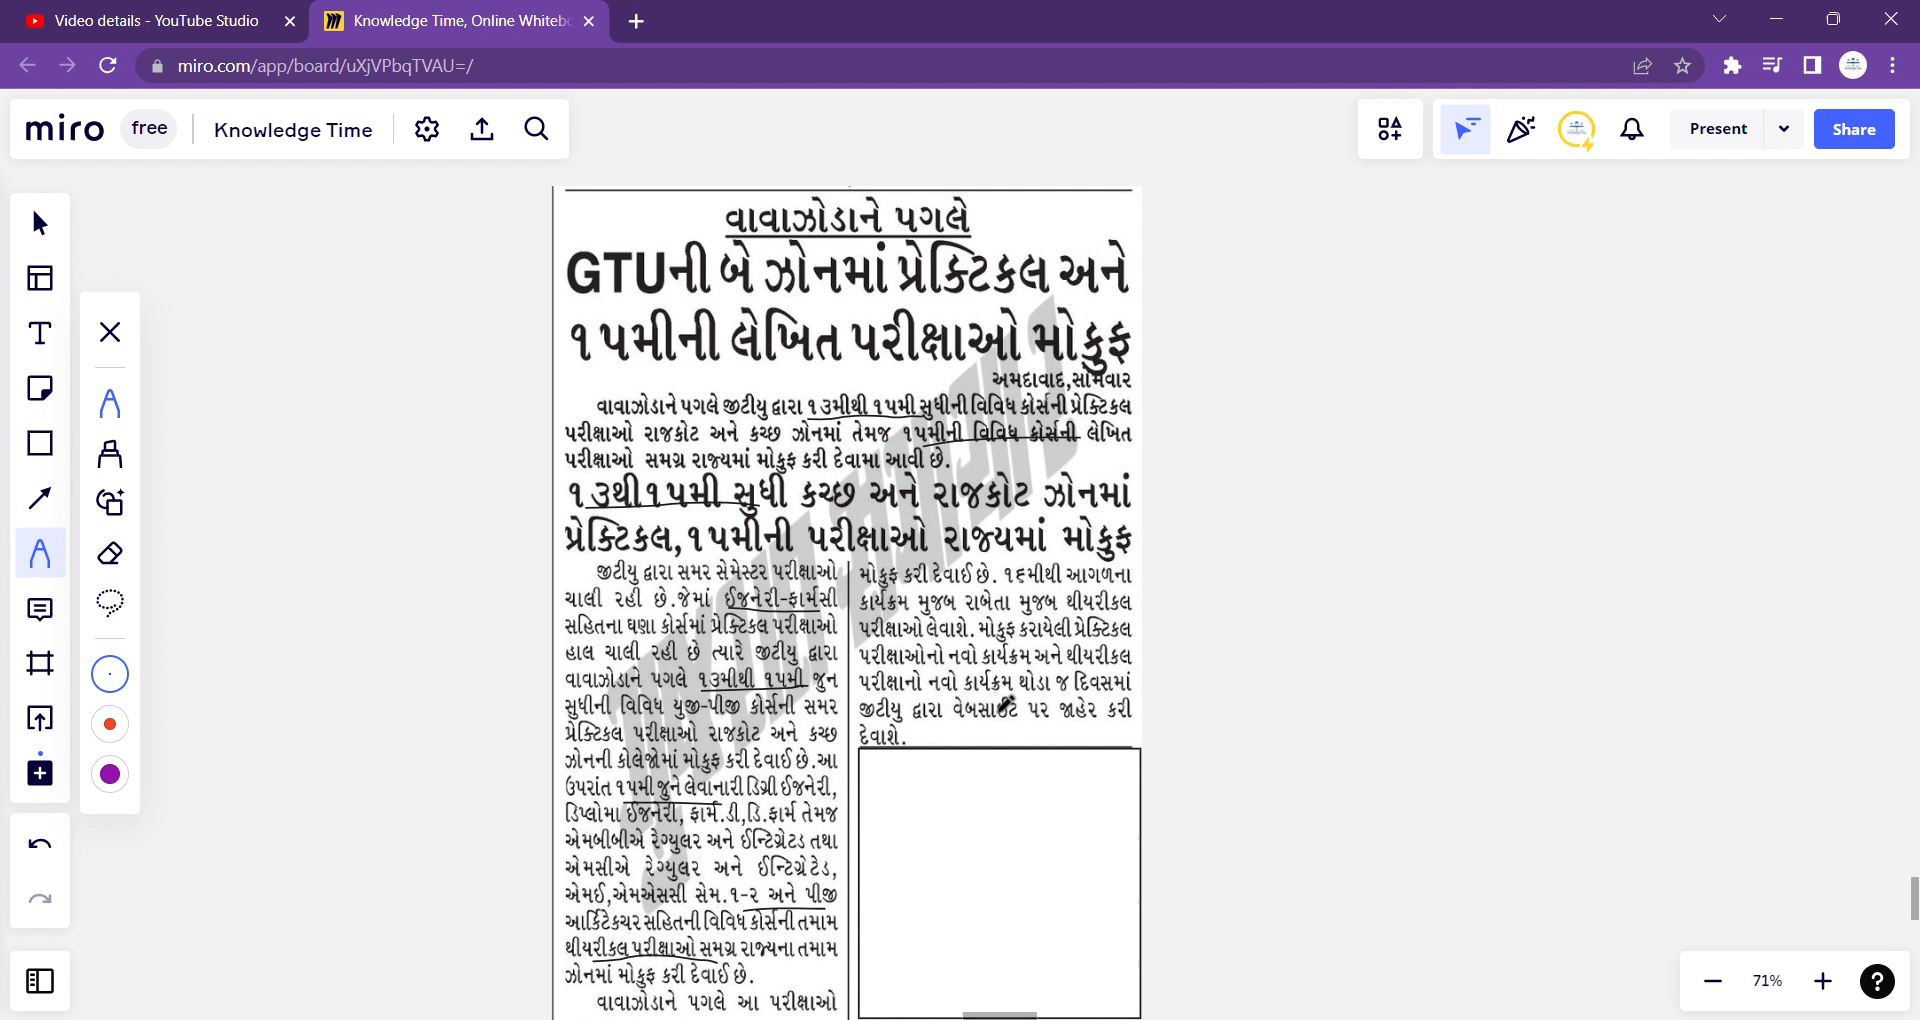 Video details - YouTube Studio
Knowledge Time, Online Whitebo
miro.com/app/board/uXjVPbqTVAU=/
miro
free
Knowledge Time
Present
Share
વાવાઝોડાને પગલે
GTUની બે ઝોનમાં પ્રેક્ટિકલ અને
૧૫મીની લેખિત પરીક્ષાઓ મોકુફ
અમદાવાદ,સોમવાર
વાવાઝોડાને પગલે જીટીયુ દ્વારા ૧૩મીથી ૧૫મી સુધીની વિવિધ કોર્સની પ્રેક્ટિકલ
પરીક્ષાઓ રાજકોટ અને કચ્છ ઝોનમાં તેમજ ૧૫મીની વિવિધ કોર્સની લેખિત
પરીક્ષાઓ સમગ્ર રાજ્યમાં મોકુફ કરી દેવામા આવી છે.
૧૩થી૧૫મી સુધી કચ્છ અને રાજકોટ ઝોનમાં
પ્રેક્ટિકલ,૧૫મીની પરીક્ષાઓ રાજ્યમાં મોકુફ
જીટીયુ દ્વારા સમર સેમેસ્ટર પરીક્ષાઓ
ચાલી રહી છે.જેમાં ઈજનેરી-ફાર્મસી
સહિતના ઘણા કોર્સમાં પ્રેક્ટિકલ પરીક્ષાઓ
હાલ ચાલી રહી છે ત્યારે જીટીયુ દ્વારા
વાવાઝોડાને પગલે ૧૩મીથી ૧૫મી જુન
સુધીની વિવિધ યુજી-પીજી કોર્સની સમર
પ્રેક્ટિકલ પરીક્ષાઓ રાજકોટ અને કચ્છ
ઝોનની કોલેજોમાં મોકુફ કરી દેવાઈ છે.આ
ઉપરાંત ૧૫મી જુને લેવાનારી ડિગ્રી ઈજનેરી,
ડિપ્લોમા ઈજનેરી, ફાર્મ.ડી,ડિ.ફાર્મ તેમજ
એમબીબીએ રેગ્યુલર અને ઈન્ટિગ્રેટડ તથા
એમસીએ રેગ્યુલર અને ઈન્ટિગ્રેટેડ,
એમઈ,એમએસસી સેમ.૧-૨ અને પીજી
આર્કિટેક્ચર સહિતની વિવિધ કોર્સની તમામ
થીયરીકલ પરીક્ષાઓ સમગ્ર રાજ્યના તમામ
ઝોનમાં મોકુફ કરી દેવાઈ છે.
વાવાઝોડાને પગલે આ પરીક્ષાઓ
મોકુફ કરી દેવાઈ છે. ૧૬મીથી આગળના
કાર્યક્રમ મુજબ રાબેતા મુજબ થીયરીકલ
પરીક્ષાઓ લેવાશે. મોકુફ કરાયેલી પ્રેક્ટિકલ
પરીક્ષાઓનો નવો કાર્યક્રમ અને થીયરીકલ
પરીક્ષાનો નવો કાર્યક્રમ થોડા જ દિવસમાં
જીટીયુ દ્વારા વેબસાઈટ પર જાહેર કરી
દેવાશે.
71%